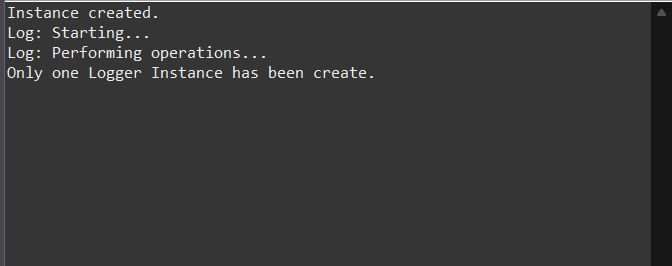 Instance created.
Log: Starting...
Log: Performing operations...
Only one Logger Instance has been create.